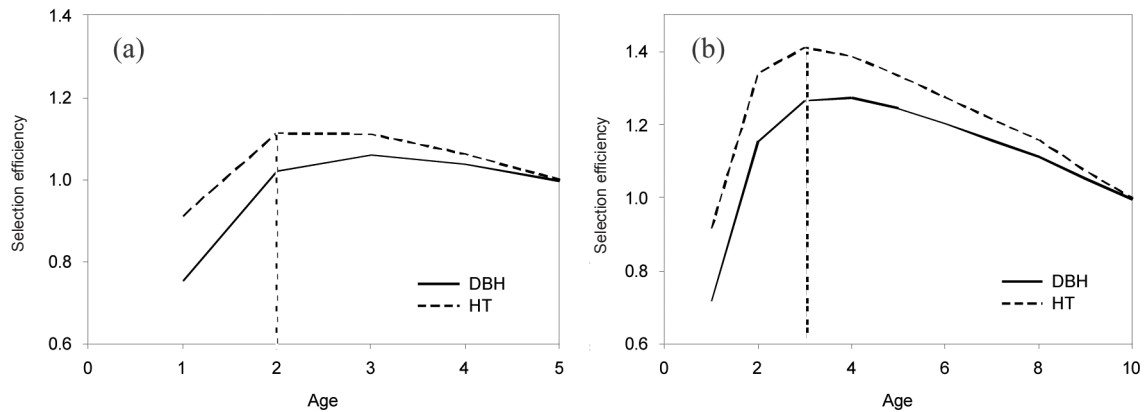 (a)
Selection efficiency
1.4
1.2
1.0
0.8
0.6
0 1 2 3 4 5
Age
DBH
HT
(b)
Selection efficiency
1.4
1.2
1.0
0.8
0.6
0 2 4 6 8 10
Age
DBH
HT